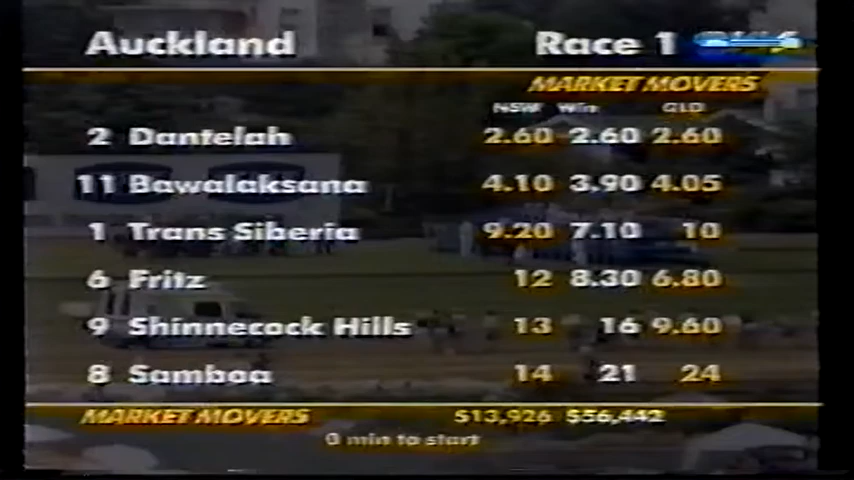 Auckland Race 1
MARKET MOVERS
NSW Win QLD
2 Dantelah 2.60 2.60 2.60
11 Bawalaksana 4.10 3.90 4.05
1 Trans Siberia 9.20 7.10 10
6 Fritz 12 8.30 6.80
9 Shinnecock Hills 13 16 9.60
8 Samboa 14 21 24
MARKET MOVERS $13,926 $56,442
0 min to start